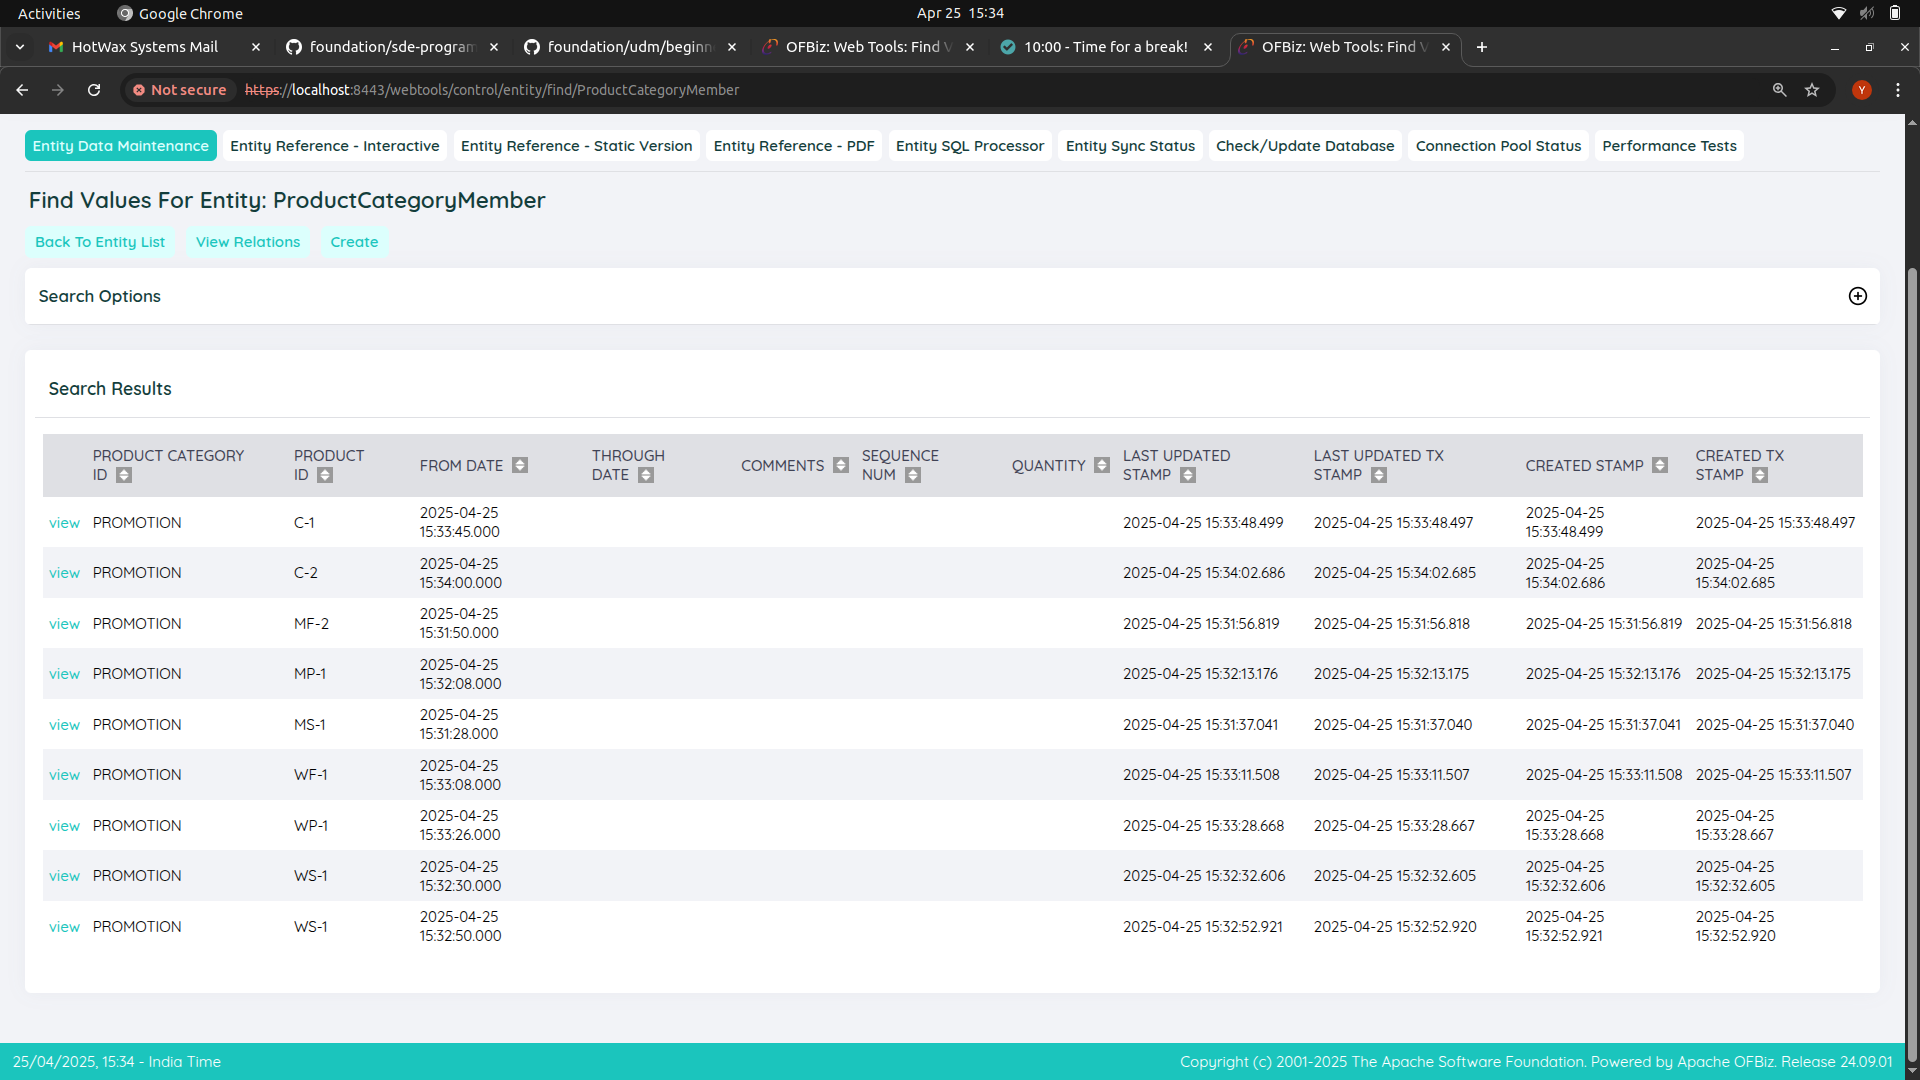 Activities Google Chrome Apr 25 15:34
HotWax Systems Mail foundation/sde-program foundation/udm/beginn OFBiz: Web Tools: Find V 10:00 - Time for a break! OFBiz: Web Tools: Find V
Not secure https://localhost:8443/webtools/control/entity/find/ProductCategoryMember Y
Entity Data Maintenance Entity Reference - Interactive Entity Reference - Static Version Entity Reference - PDF Entity SQL Processor Entity Sync Status Check/Update Database Connection Pool Status Performance Tests
Find Values For Entity: ProductCategoryMember
Back To Entity List View Relations Create
Search Options
Search Results
PRODUCT CATEGORY ID PRODUCT ID FROM DATE THROUGH DATE COMMENTS SEQUENCE NUM QUANTITY LAST UPDATED STAMP LAST UPDATED TX STAMP CREATED STAMP CREATED TX STAMP
view PROMOTION C-1 2025-04-25 15:33:45.000 2025-04-25 15:33:48.499 2025-04-25 15:33:48.497 2025-04-25 15:33:48.499 2025-04-25 15:33:48.497
view PROMOTION C-2 2025-04-25 15:34:00.000 2025-04-25 15:34:02.686 2025-04-25 15:34:02.685 2025-04-25 15:34:02.686 2025-04-25 15:34:02.685
view PROMOTION MF-2 2025-04-25 15:31:50.000 2025-04-25 15:31:56.819 2025-04-25 15:31:56.818 2025-04-25 15:31:56.819 2025-04-25 15:31:56.818
view PROMOTION MP-1 2025-04-25 15:32:08.000 2025-04-25 15:32:13.176 2025-04-25 15:32:13.175 2025-04-25 15:32:13.176 2025-04-25 15:32:13.175
view PROMOTION MS-1 2025-04-25 15:31:28.000 2025-04-25 15:31:37.041 2025-04-25 15:31:37.040 2025-04-25 15:31:37.041 2025-04-25 15:31:37.040
view PROMOTION WF-1 2025-04-25 15:33:08.000 2025-04-25 15:33:11.508 2025-04-25 15:33:11.507 2025-04-25 15:33:11.508 2025-04-25 15:33:11.507
view PROMOTION WP-1 2025-04-25 15:33:26.000 2025-04-25 15:33:28.668 2025-04-25 15:33:28.667 2025-04-25 15:33:28.668 2025-04-25 15:33:28.667
view PROMOTION WS-1 2025-04-25 15:32:30.000 2025-04-25 15:32:32.606 2025-04-25 15:32:32.605 2025-04-25 15:32:32.606 2025-04-25 15:32:32.605
view PROMOTION WS-1 2025-04-25 15:32:50.000 2025-04-25 15:32:52.921 2025-04-25 15:32:52.920 2025-04-25 15:32:52.921 2025-04-25 15:32:52.920
25/04/2025, 15:34 - India Time Copyright (c) 2001-2025 The Apache Software Foundation. Powered by Apache OFBiz. Release 24.09.01